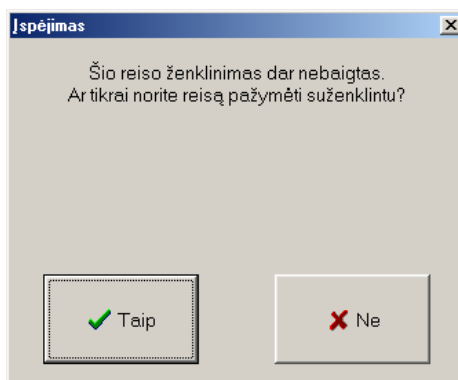 Įspėjimas
Šio reiso ženklinimas dar nebaigtas.
Ar tikrai norite reisą pažymėti suženklintu?
Taip
Ne